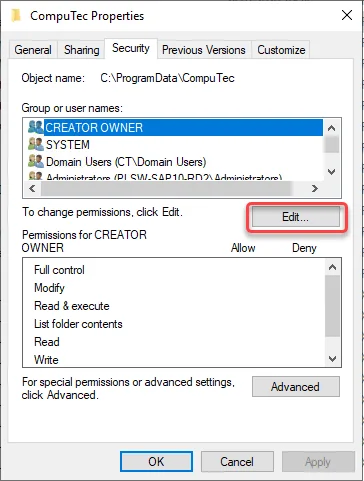 CompuTec Properties
General Sharing Security Previous Versions Customize
Object name: C:\ProgramData\CompuTec
Group or user names:
CREATOR OWNER
SYSTEM
Domain Users (CT\Domain Users)
Administrators (PLSW-SAP10-RD2\Administrators)
To change permissions, click Edit.
Edit...
Permissions for CREATOR
OWNER Allow Deny
Full control
Modify
Read & execute
List folder contents
Read
Write
For special permissions or advanced settings,
click Advanced.
Advanced
OK Cancel Apply